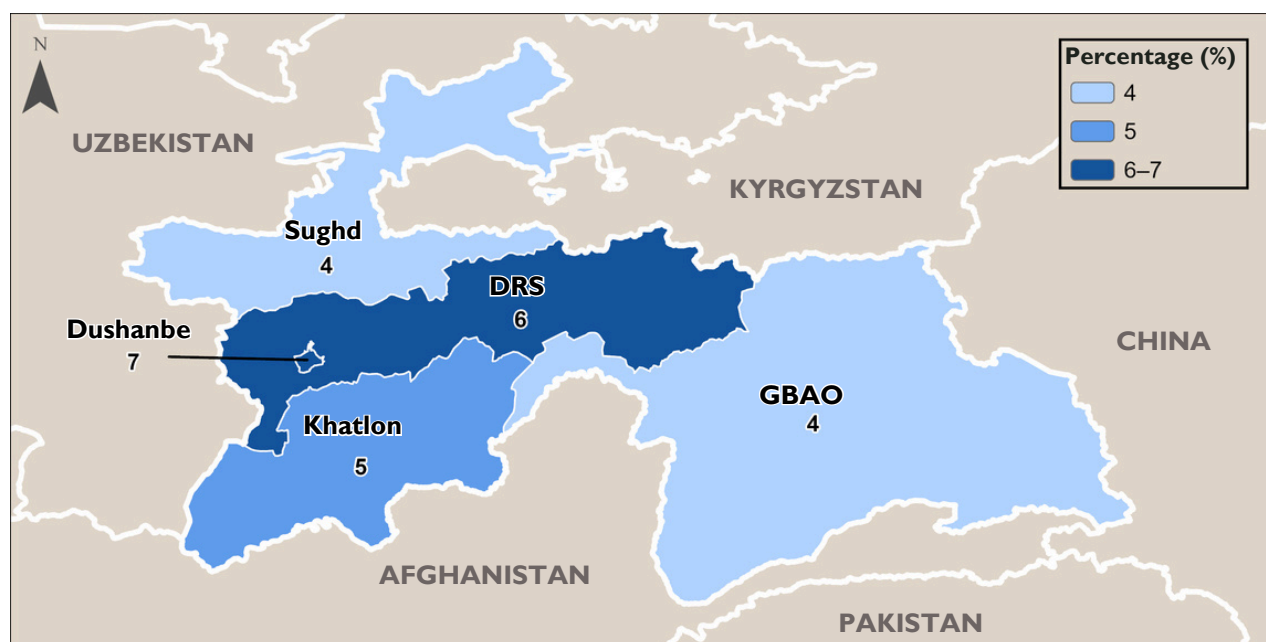 N
Percentage (%)
4
5
6–7
UZBEKISTAN
KYRGYZSTAN
Sughd
4
DRS
6
Dushanbe
7
CHINA
GBAO
4
Khatlon
5
AFGHANISTAN
PAKISTAN